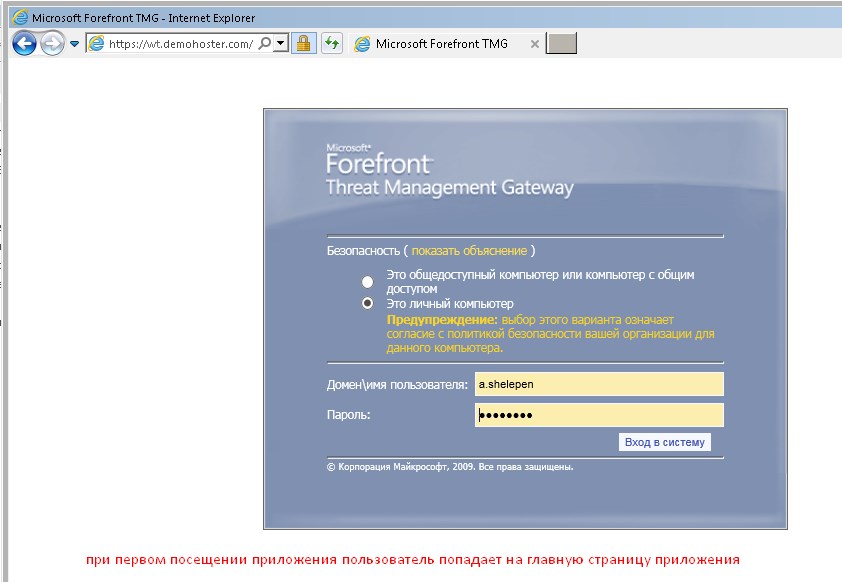 Microsoft Forefront TMG - Internet Explorer
https://wt.demohoster.com/
Microsoft Forefront TMG
Microsoft®
Forefront™
Threat Management Gateway
Безопасность ( показать объяснение )
Это общедоступный компьютер или компьютер с общим
доступом
Это личный компьютер
Предупреждение: выбор этого варианта означает
согласие с политикой безопасности вашей организации для
данного компьютера.
Домен\имя пользователя: a.shelepen
Пароль: ●●●●●●●●
Вход в систему
© Корпорация Майкрософт, 2009. Все права защищены.
при первом посещении приложения пользователь попадает на главную страницу приложения